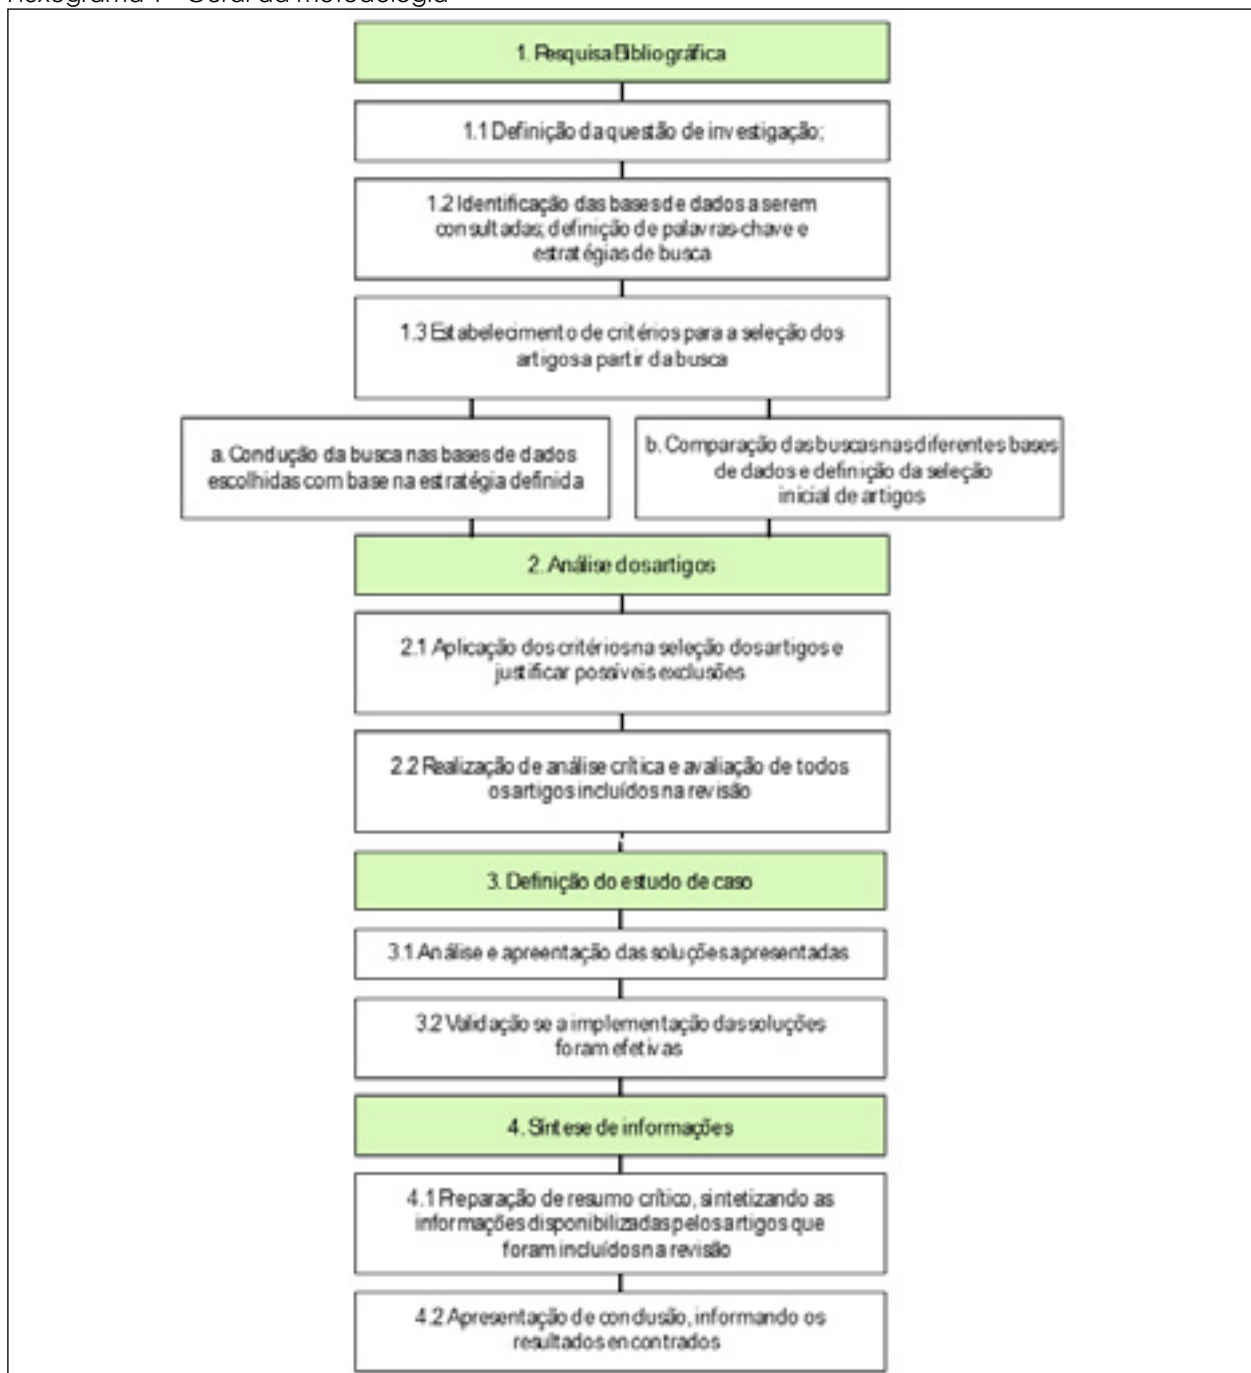 1. Pesquisa Bibliográfica
1.1 Definição da questão de investigação;
1.2 Identificação das bases de dados a serem
consultadas; definição de palavras-chave e
estratégias de busca
1.3 Estabelecimento de critérios para a seleção dos
artigos a partir da busca
a. Condução da busca nas bases de dados
escolhidas com base na estratégia definida
b. Comparação das buscas nas diferentes bases
de dados e definição da seleção
inicial de artigos
2. Análise dos artigos
2.1 Aplicação dos critérios na seleção dos artigos e
justificar possíveis exclusões
2.2 Realização de análise crítica e avaliação de todos
os artigos incluídos na revisão
3. Definição do estudo de caso
3.1 Análise e apreentação das soluções apresentadas
3.2 Validação se a implementação das soluções
foram efetivas
4. Síntese de informações
4.1 Preparação de resumo crítico, sintetizando as
informações disponibilizadas pelos artigos que
foram incluídos na revisão
4.2 Apresentação de conclusão, informando os
resultados encontrados